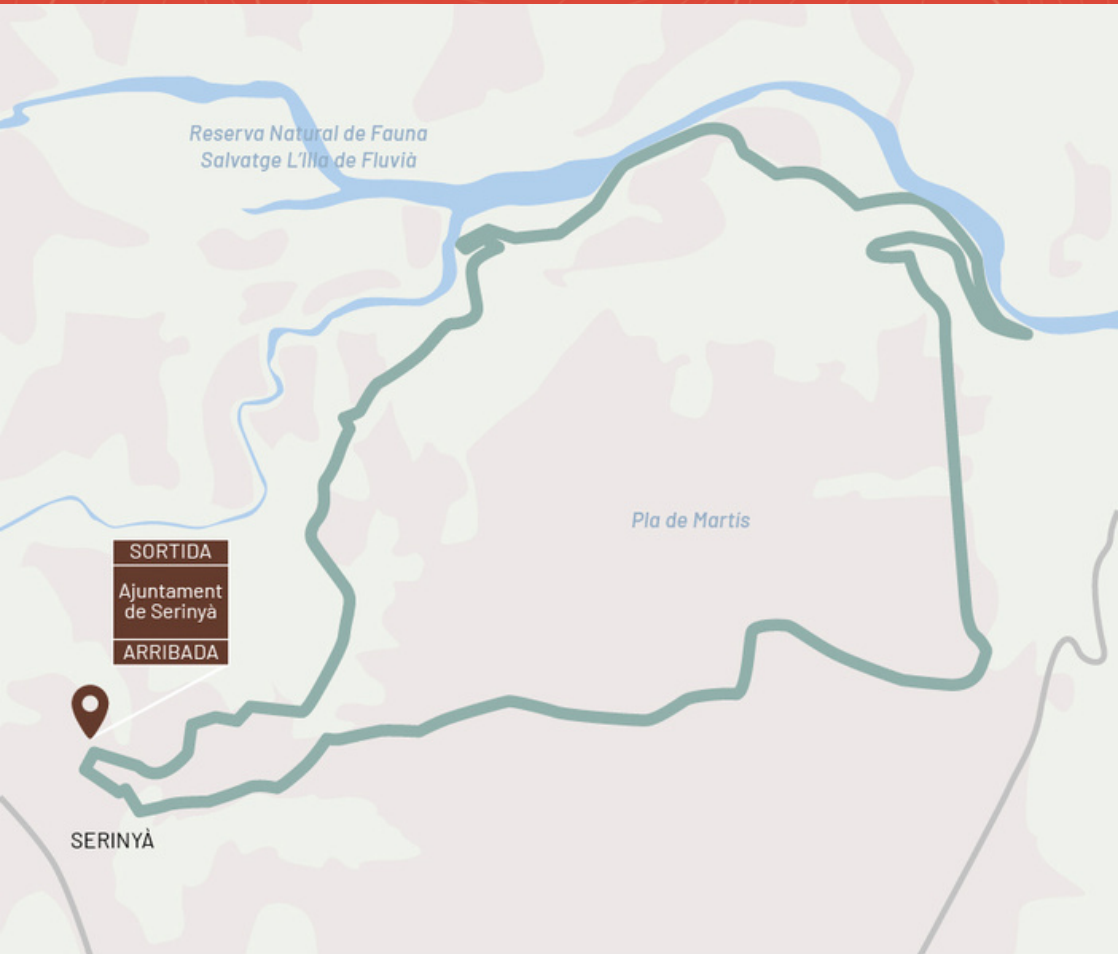 Reserva Natural de Fauna
Salvatge L'Illa de Fluvià
Pla de Martís
SORTIDA
Ajuntament
de Serinyà
ARRIBADA
SERINYÀ